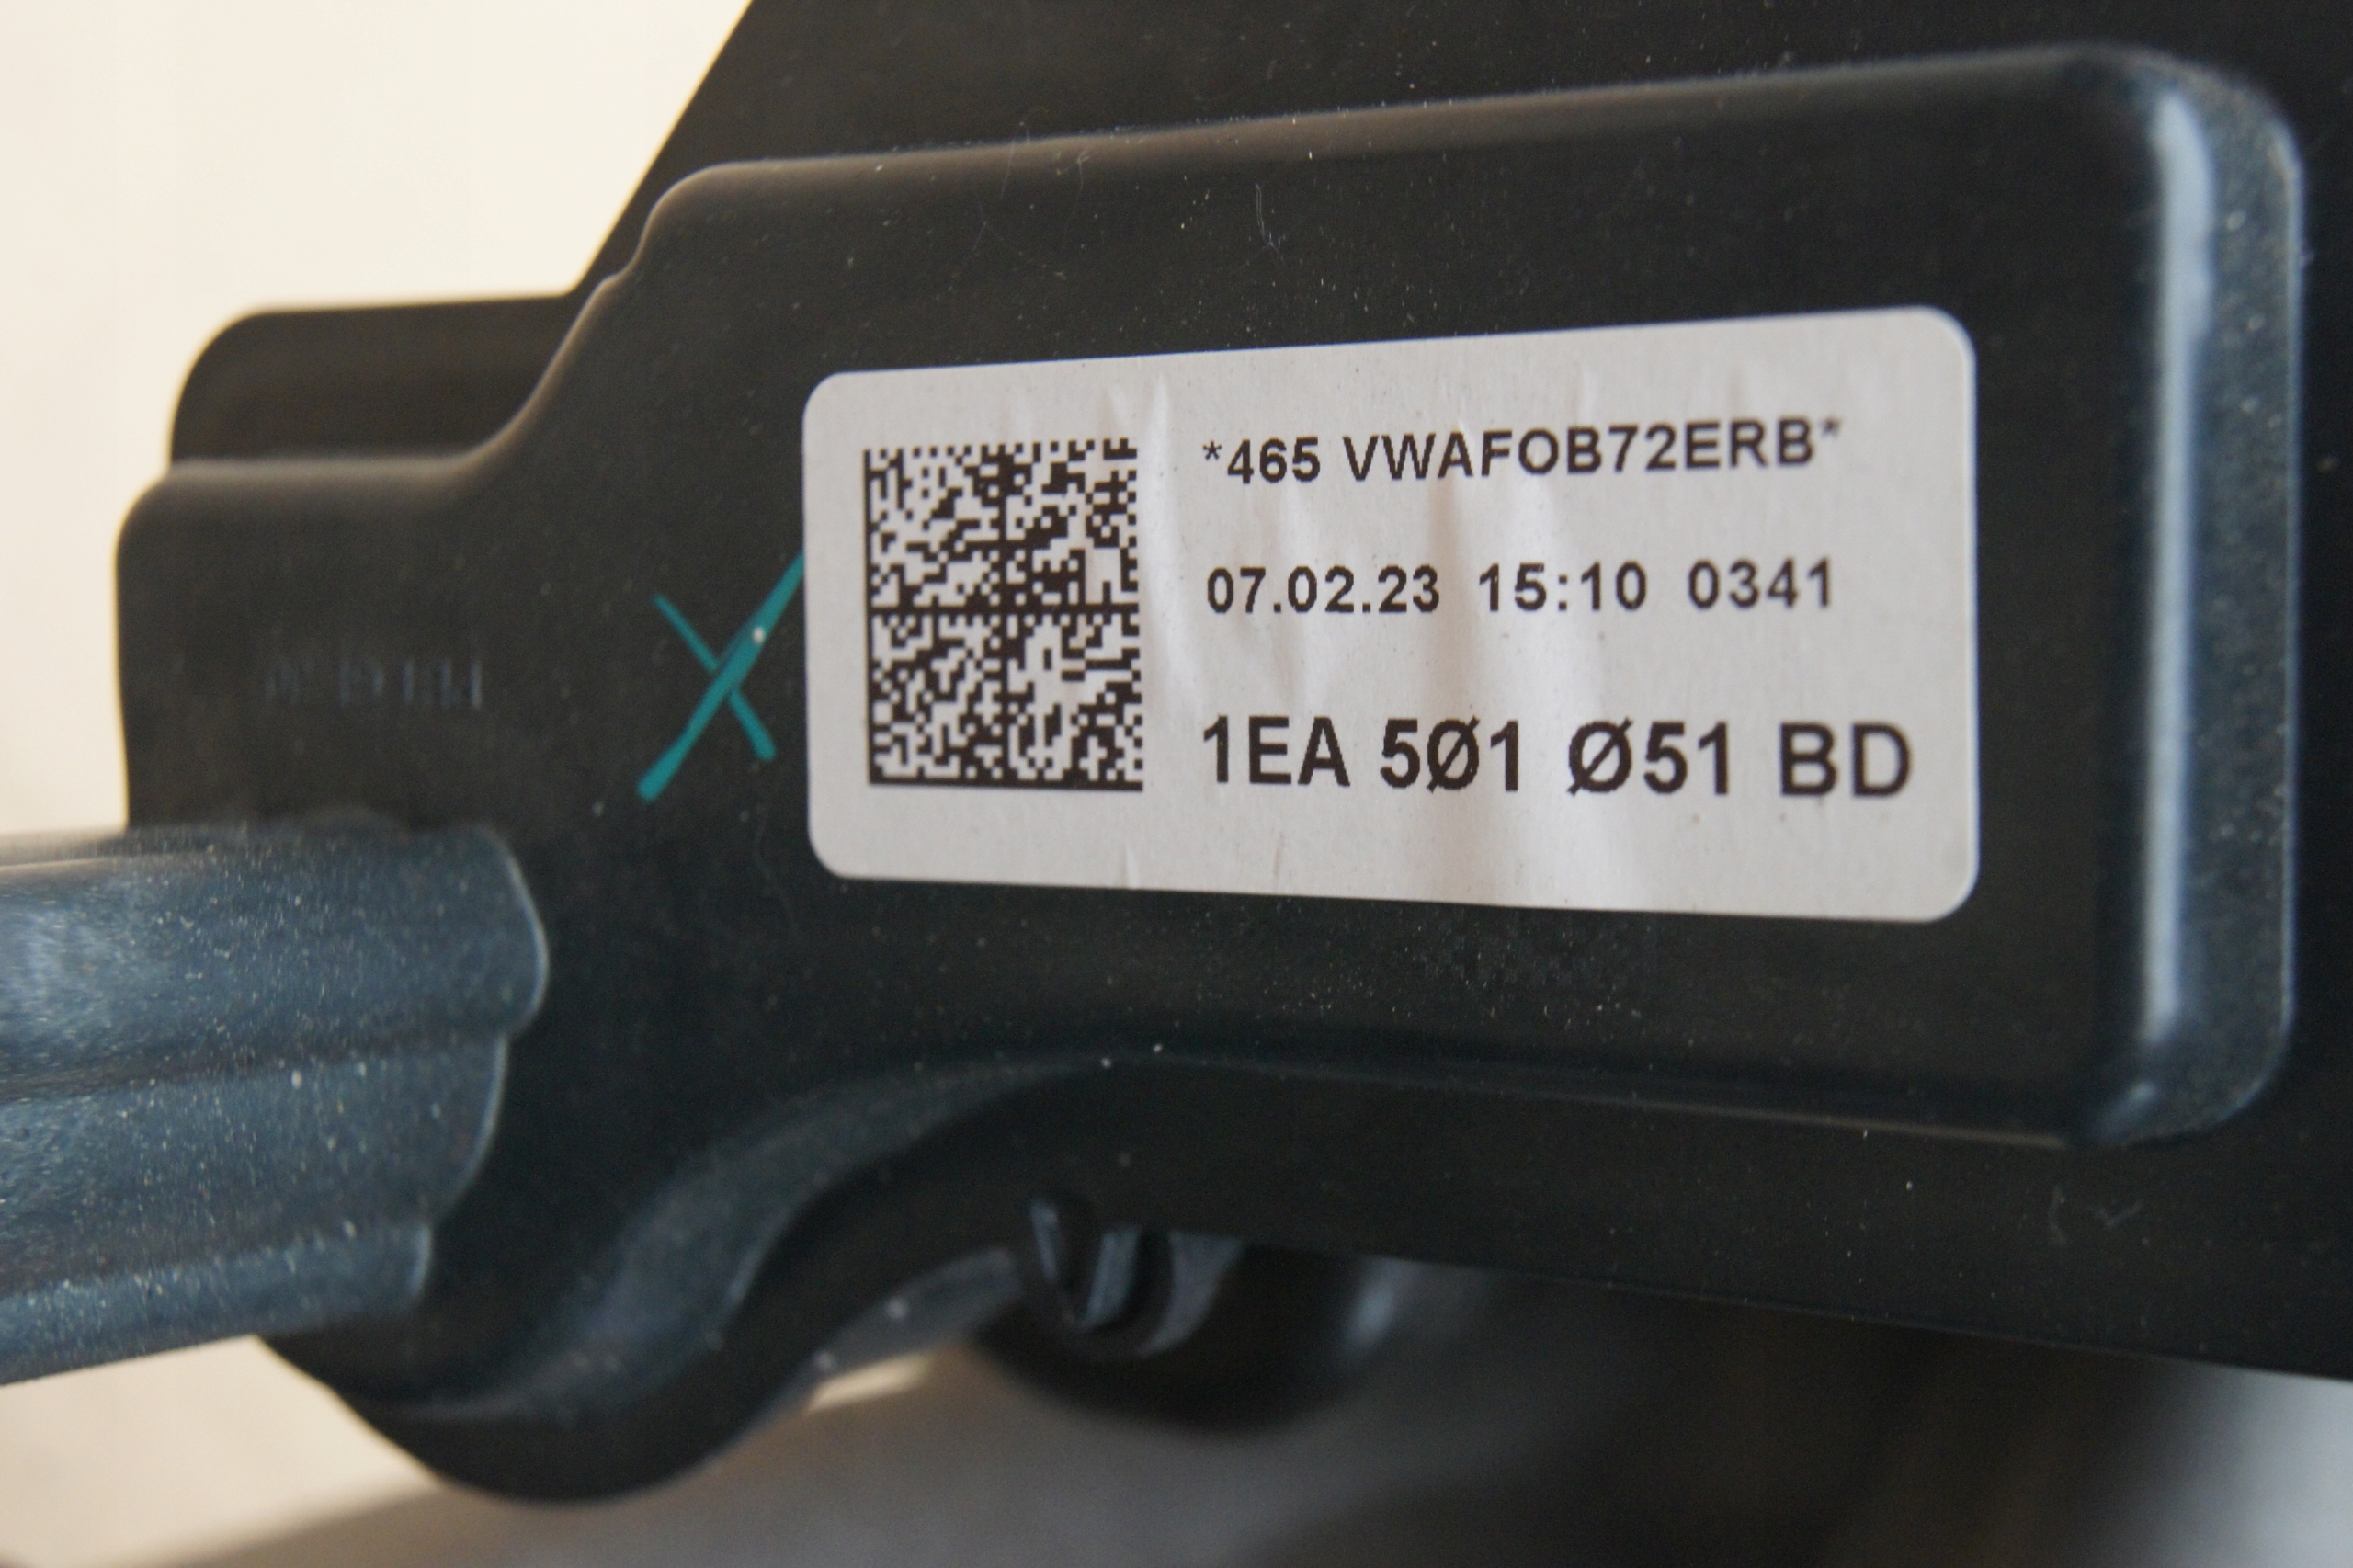 *465 VWAFOB72ERB*
07.02.23 15:10 0341
1EA 5Ø1 Ø51 BD